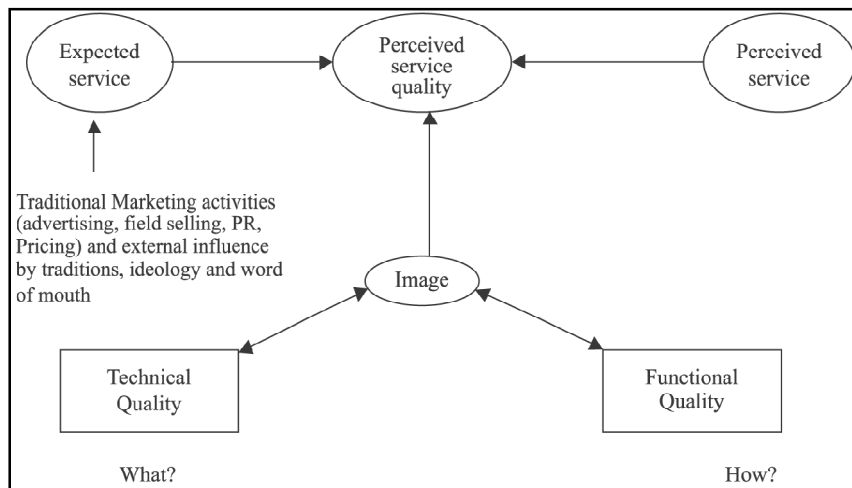 Expected
service
Perceived
service
quality
Perceived
service
Traditional Marketing activities
(advertising, field selling, PR,
Pricing) and external influence
by traditions, ideology and word
of mouth
Image
Technical
Quality
Functional
Quality
What?
How?